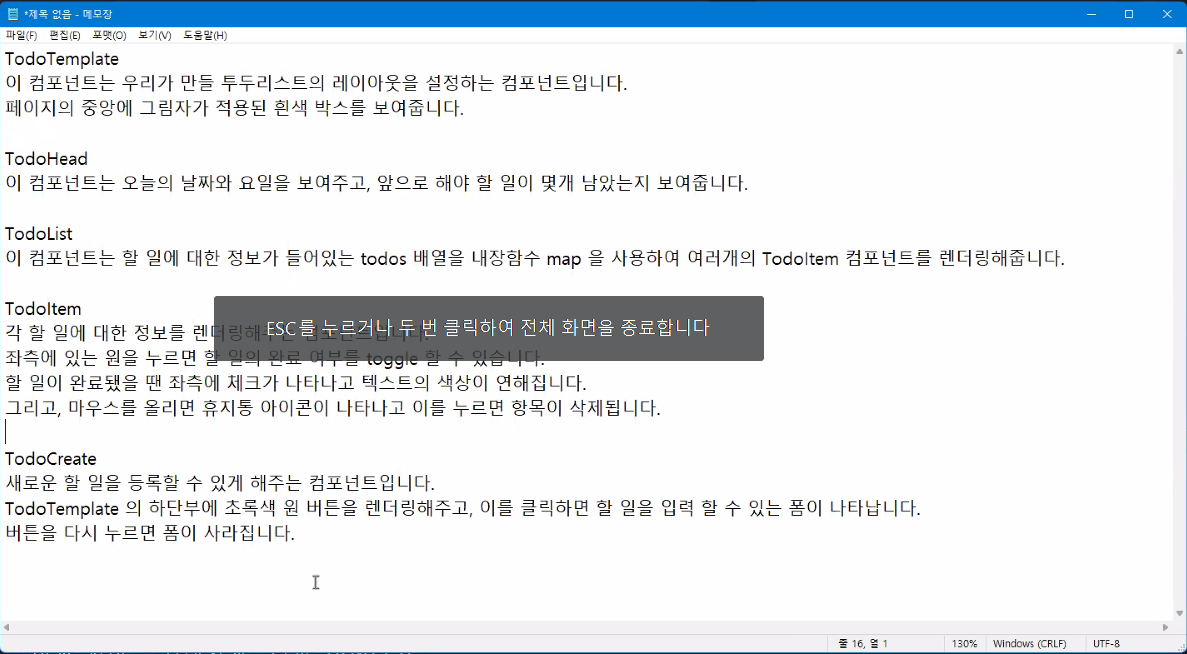 *제목 없음 - 메모장
파일(F) 편집(E) 포맷(O) 보기(V) 도움말(H)
TodoTemplate
이 컴포넌트는 우리가 만들 투두리스트의 레이아웃을 설정하는 컴포넌트입니다.
페이지의 중앙에 그림자가 적용된 흰색 박스를 보여줍니다.
TodoHead
이 컴포넌트는 오늘의 날짜와 요일을 보여주고, 앞으로 해야 할 일이 몇개 남았는지 보여줍니다.
TodoList
이 컴포넌트는 할 일에 대한 정보가 들어있는 todos 배열을 내장함수 map 을 사용하여 여러개의 TodoItem 컴포넌트를 렌더링해줍니다.
TodoItem
각 할 일에 대한 정보를 렌더링해주는 컴포넌트입니다.
ESC를 누르거나 두 번 클릭하여 전체 화면을 종료합니다
좌측에 있는 원을 누르면 할 일의 완료 여부를 toggle 할 수 있습니다.
할 일이 완료됐을 땐 좌측에 체크가 나타나고 텍스트의 색상이 연해집니다.
그리고, 마우스를 올리면 휴지통 아이콘이 나타나고 이를 누르면 항목이 삭제됩니다.
TodoCreate
새로운 할 일을 등록할 수 있게 해주는 컴포넌트입니다.
TodoTemplate 의 하단부에 초록색 원 버튼을 렌더링해주고, 이를 클릭하면 할 일을 입력 할 수 있는 폼이 나타납니다.
버튼을 다시 누르면 폼이 사라집니다.
줄 16, 열 1 130% Windows (CRLF) UTF-8